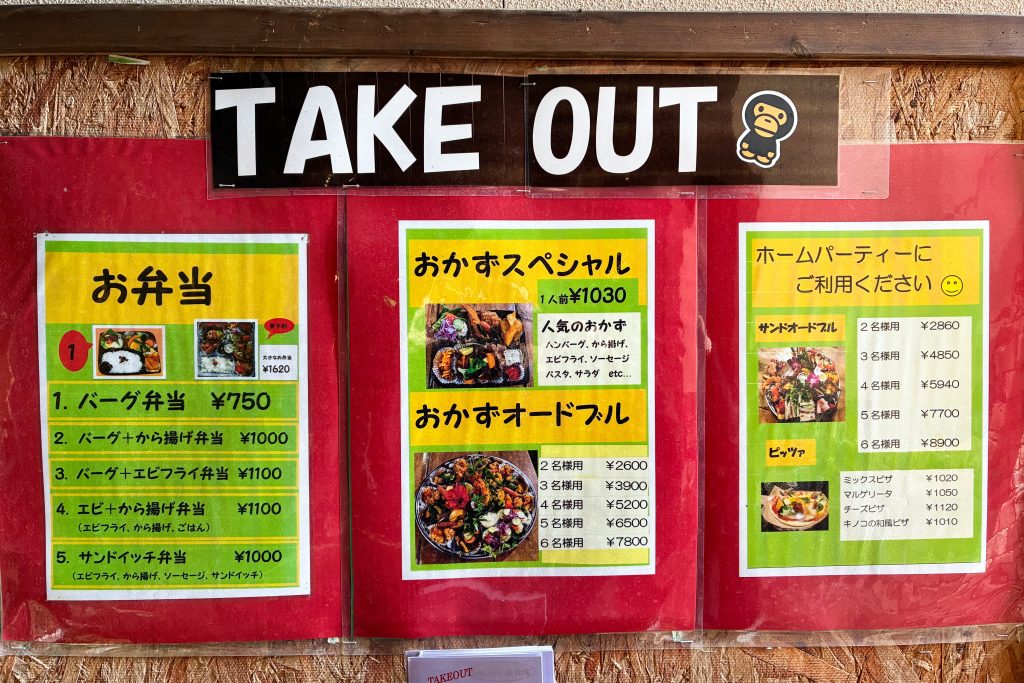 TAKE OUT
お弁当
1
要予約
大きなお弁当
¥1620
1. バーグ弁当 ¥750
2. バーグ+から揚げ弁当 ¥1000
3. バーグ+エビフライ弁当 ¥1100
4. エビ+から揚げ弁当 ¥1100
(エビフライ、から揚げ、ごはん)
5. サンドイッチ弁当 ¥1000
(エビフライ、から揚げ、ソーセージ、サンドイッチ)
おかずスペシャル
1人前¥1030
人気のおかず
ハンバーグ、から揚げ、
エビフライ、ソーセージ
パスタ、サラダ etc...
おかずオードブル
2名様用 ¥2600
3名様用 ¥3900
4名様用 ¥5200
5名様用 ¥6500
6名様用 ¥7800
ホームパーティーに
ご利用ください
サンドオードブル
2名様用 ¥2860
3名様用 ¥4850
4名様用 ¥5940
5名様用 ¥7700
6名様用 ¥8900
ピッツァ
ミックスピザ ¥1020
マルゲリータ ¥1050
チーズピザ ¥1120
キノコの和風ピザ ¥1010
TAKEOUT